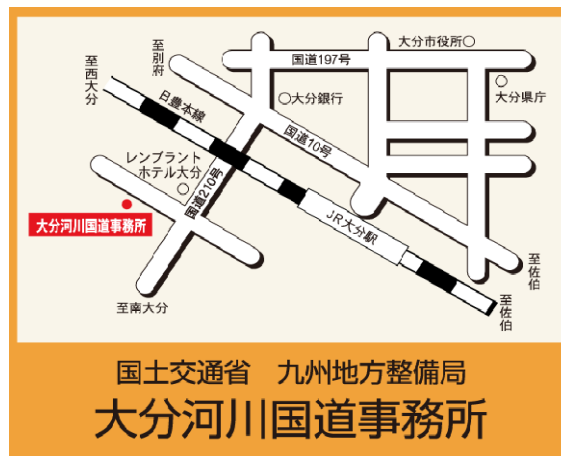 至別府
国道197号
大分市役所
至西大分
大分銀行
大分県庁
日豊本線
国道10号
レンブラント
ホテル大分
国道210号
大分河川国道事務所
JR大分駅
至佐伯
至南大分
至佐伯
国土交通省 九州地方整備局
大分河川国道事務所